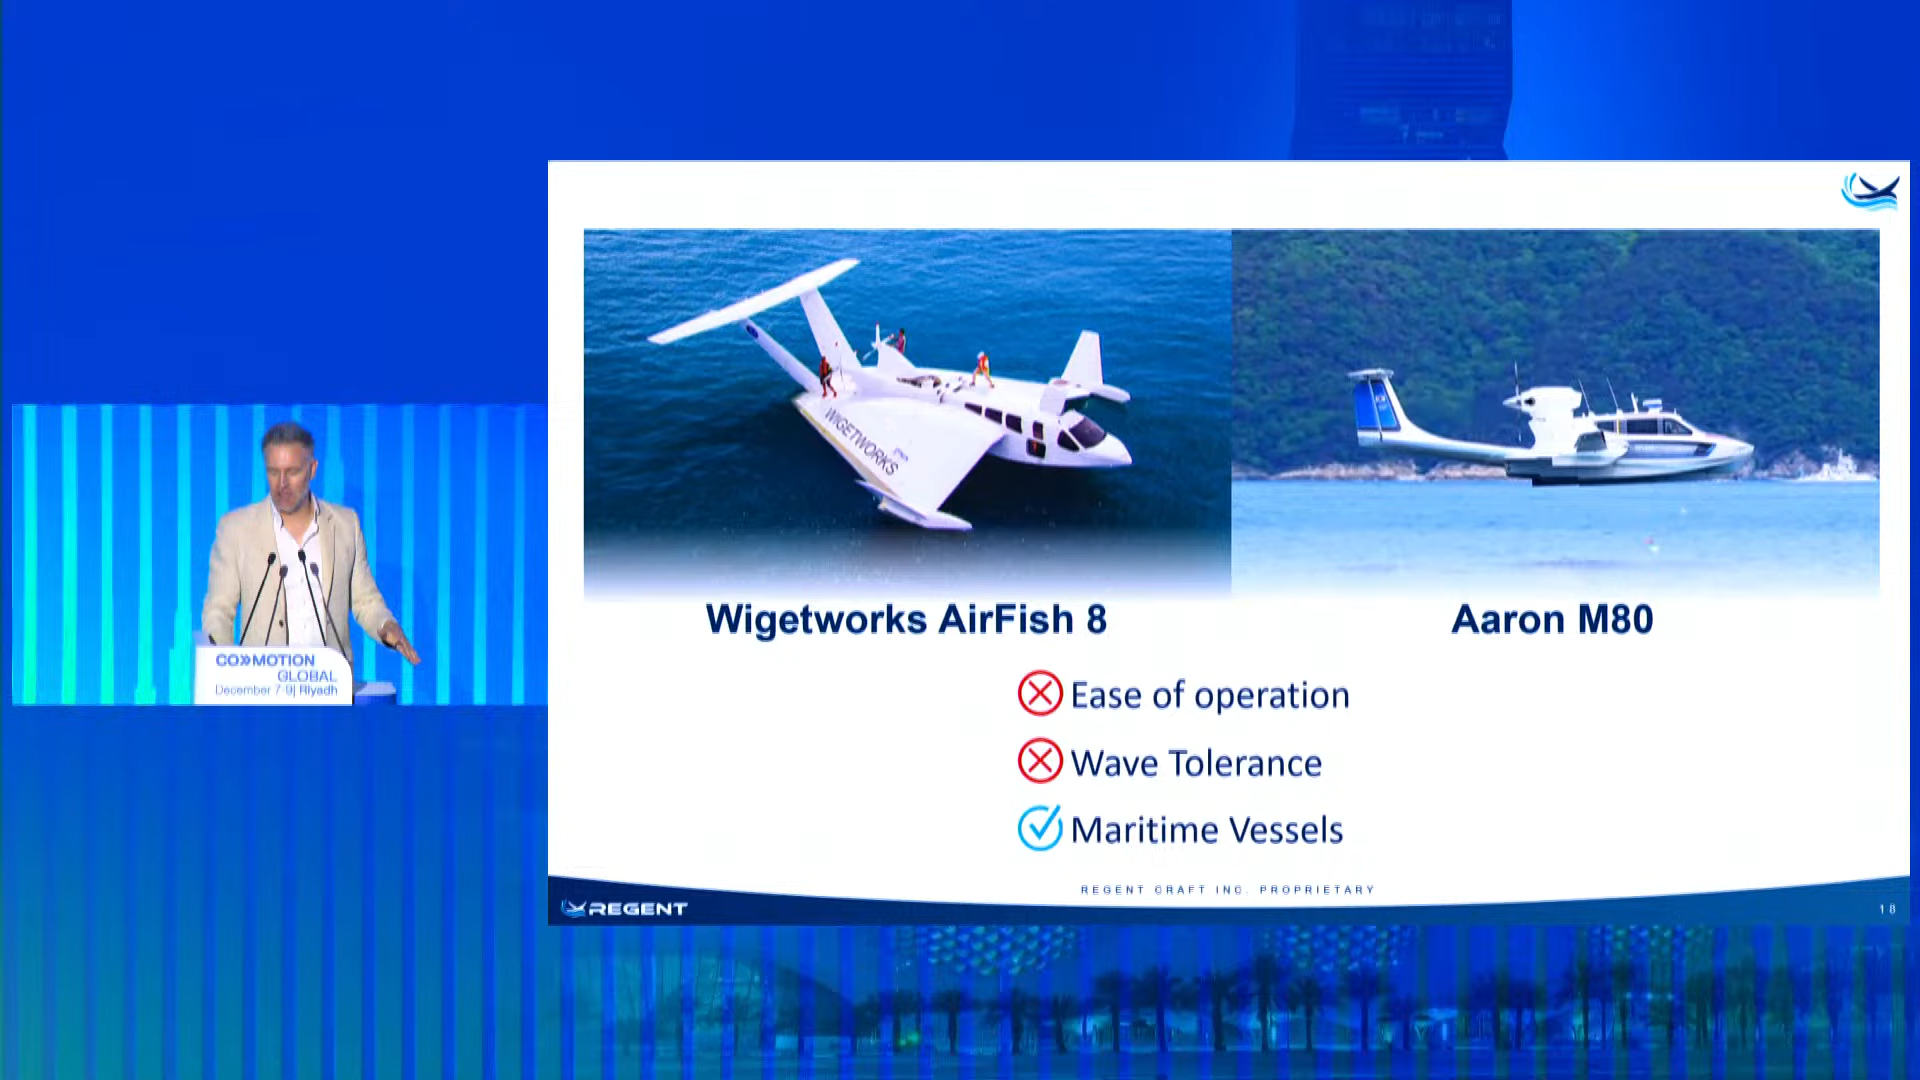 WIGETWORKS
Wigetworks AirFish 8
Aaron M80
Ease of operation
Wave Tolerance
Maritime Vessels
REGENT CRAFT INC. PROPRIETARY
REGENT
18
CO»MOTION
GLOBAL
December 7-9| Riyadh